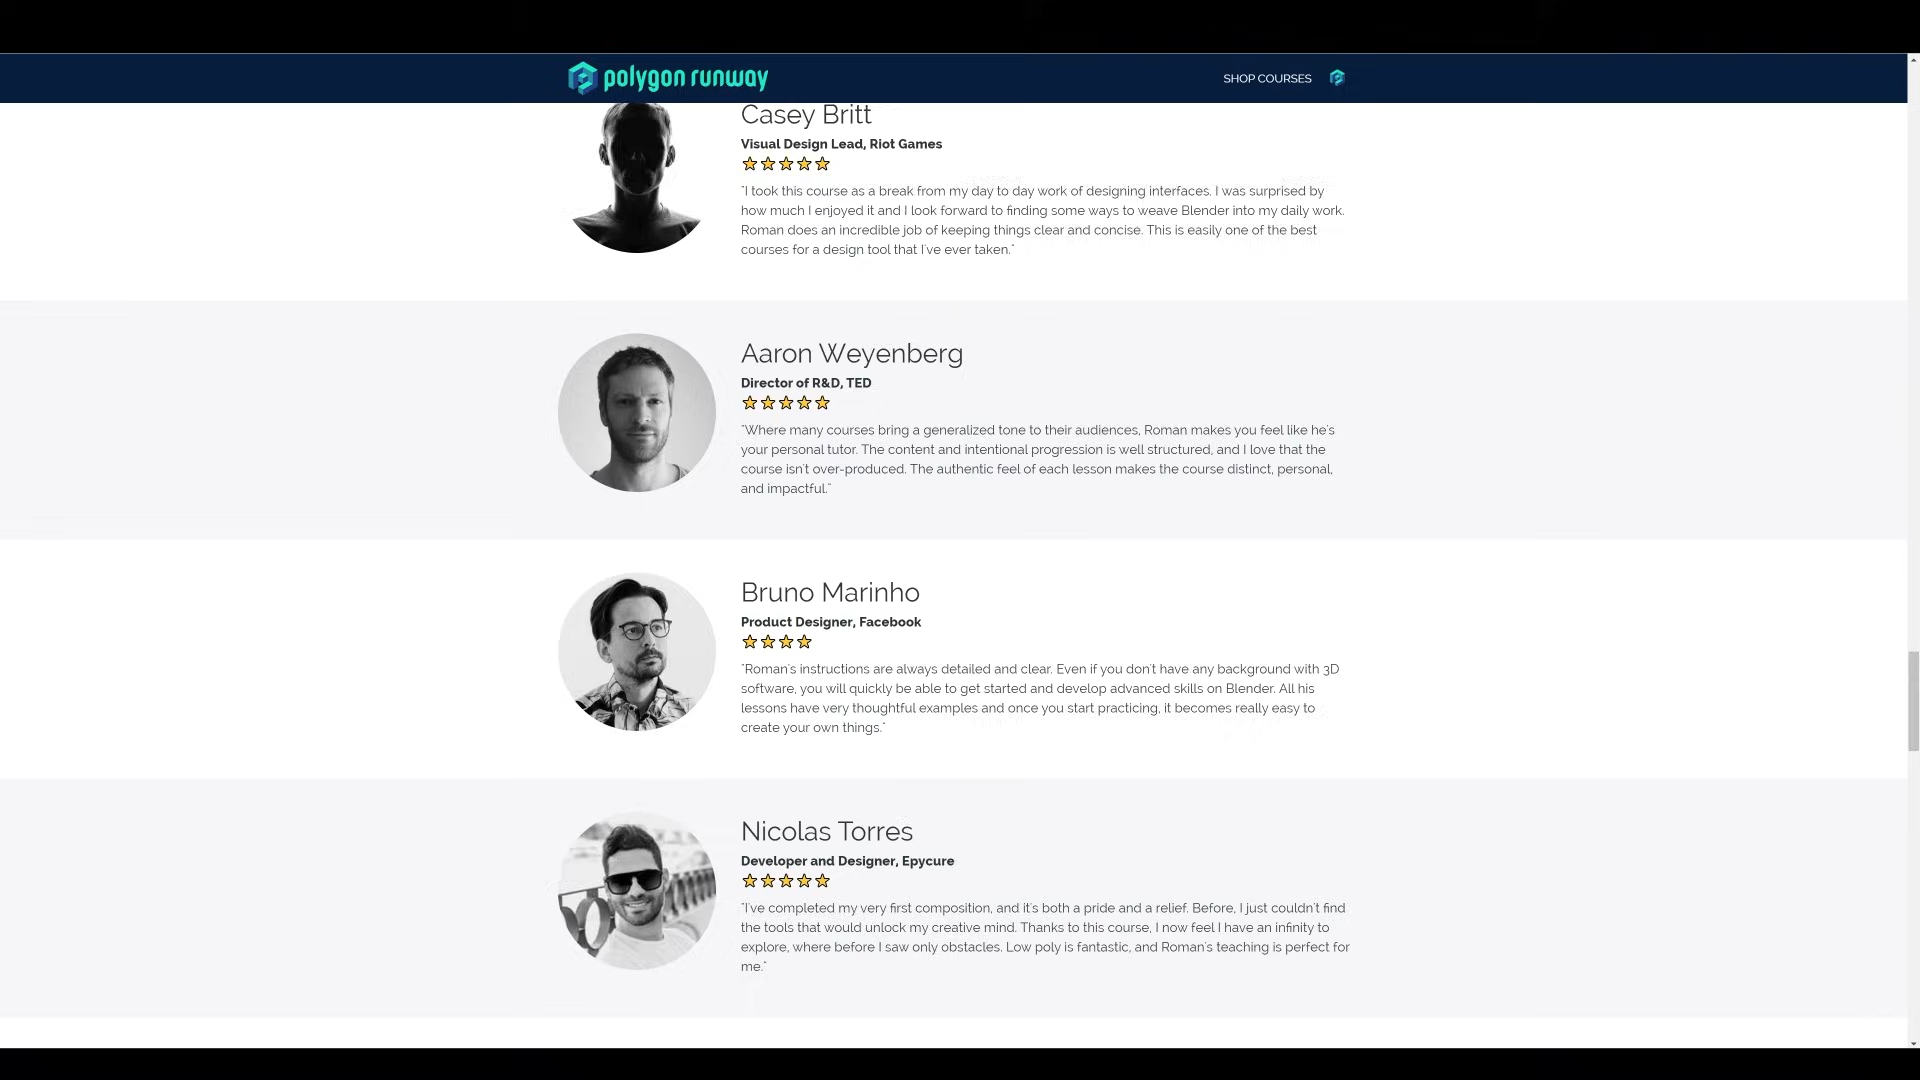 polygon runway
SHOP COURSES
Casey Britt
Visual Design Lead, Riot Games
"I took this course as a break from my day to day work of designing interfaces. I was surprised by
how much I enjoyed it and I look forward to finding some ways to weave Blender into my daily work.
Roman does an incredible job of keeping things clear and concise. This is easily one of the best
courses for a design tool that I've ever taken."
Aaron Weyenberg
Director of R&D, TED
"Where many courses bring a generalized tone to their audiences, Roman makes you feel like he's
your personal tutor. The content and intentional progression is well structured, and I love that the
course isn't over-produced. The authentic feel of each lesson makes the course distinct, personal,
and impactful."
Bruno Marinho
Product Designer, Facebook
"Roman's instructions are always detailed and clear. Even if you don't have any background with 3D
software, you will quickly be able to get started and develop advanced skills on Blender. All his
lessons have very thoughtful examples and once you start practicing, it becomes really easy to
create your own things."
Nicolas Torres
Developer and Designer, Epycure
"I've completed my very first composition, and it's both a pride and a relief. Before, I just couldn't find
the tools that would unlock my creative mind. Thanks to this course, I now feel I have an infinity to
explore, where before I saw only obstacles. Low poly is fantastic, and Roman's teaching is perfect for
me."